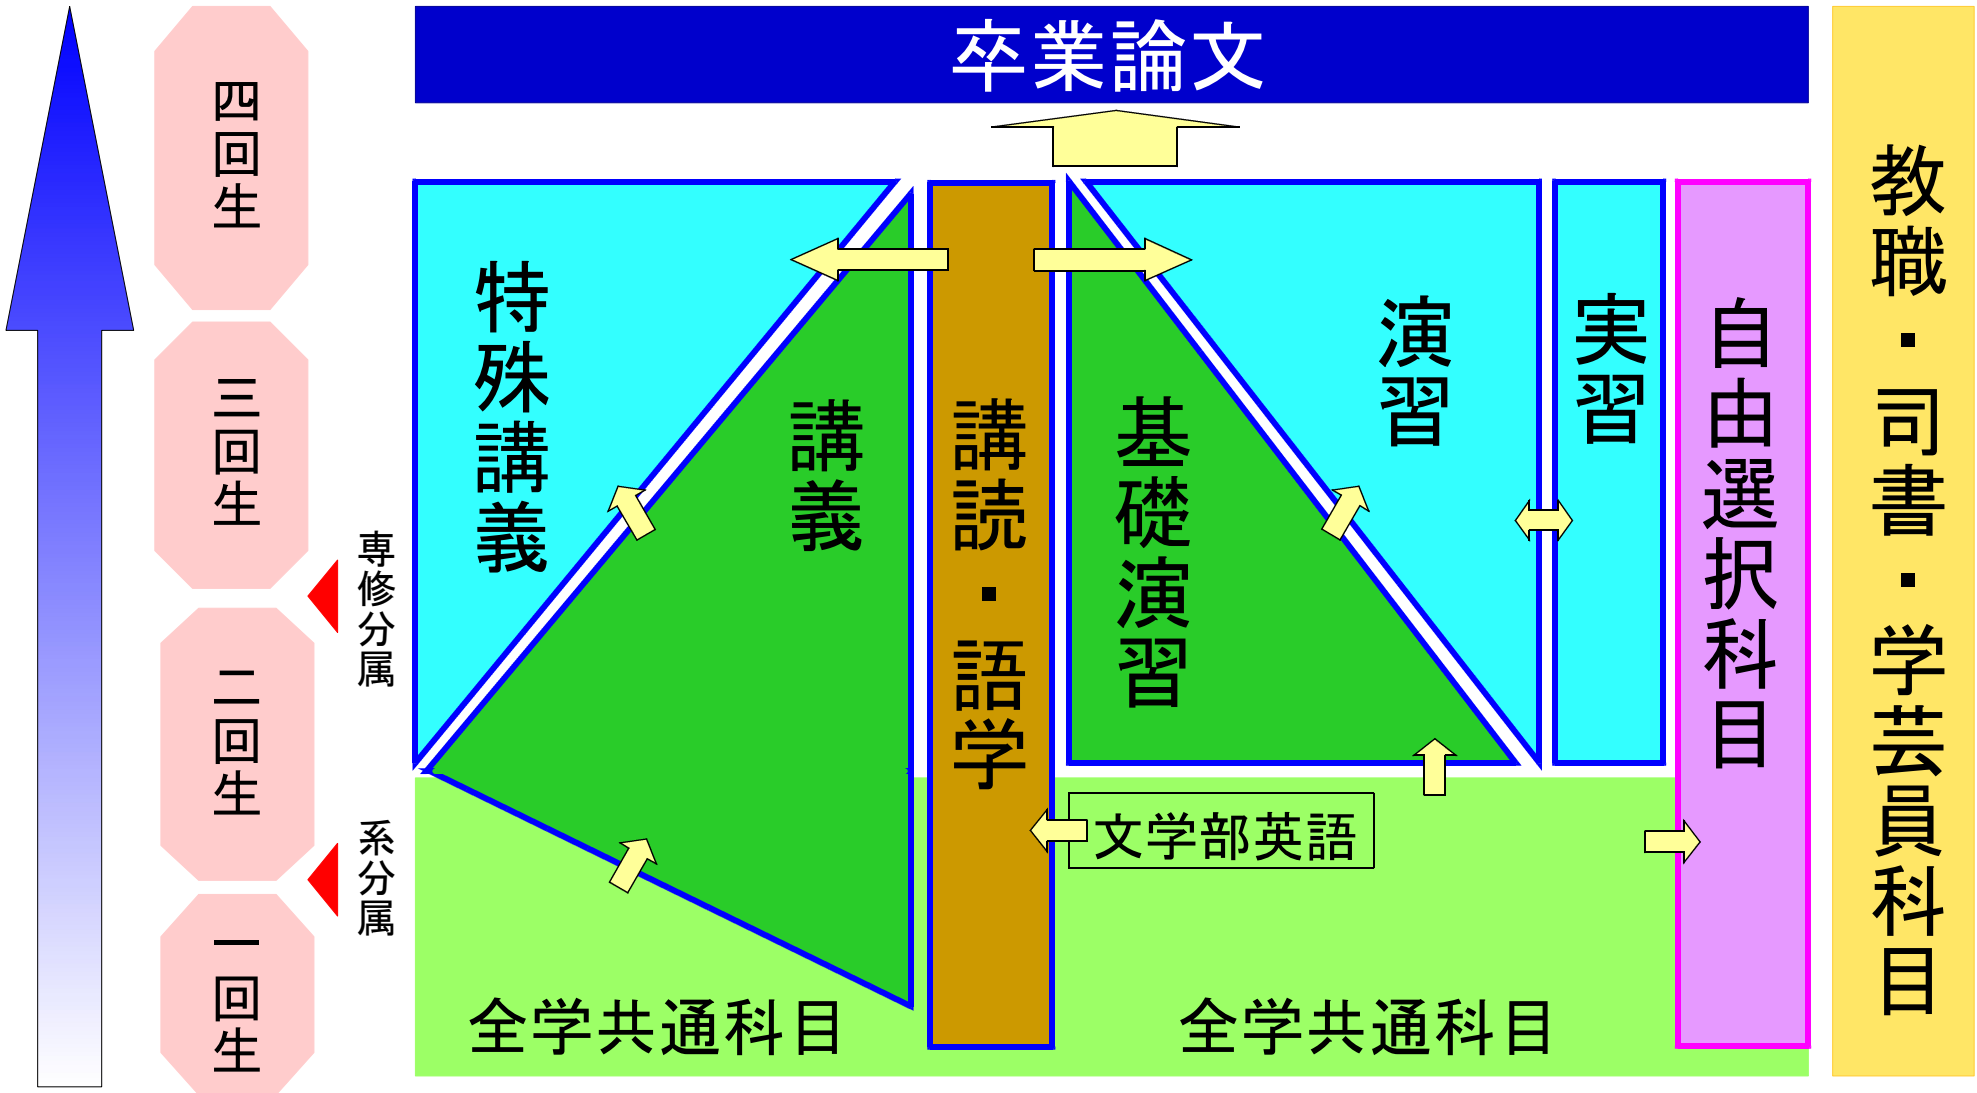 卒業論文
四回生
三回生
二回生
一回生
専修分属
系分属
特殊講義
講義
講読・語学
基礎演習
演習
実習
自由選択科目
教職・司書・学芸員科目
文学部英語
全学共通科目
全学共通科目